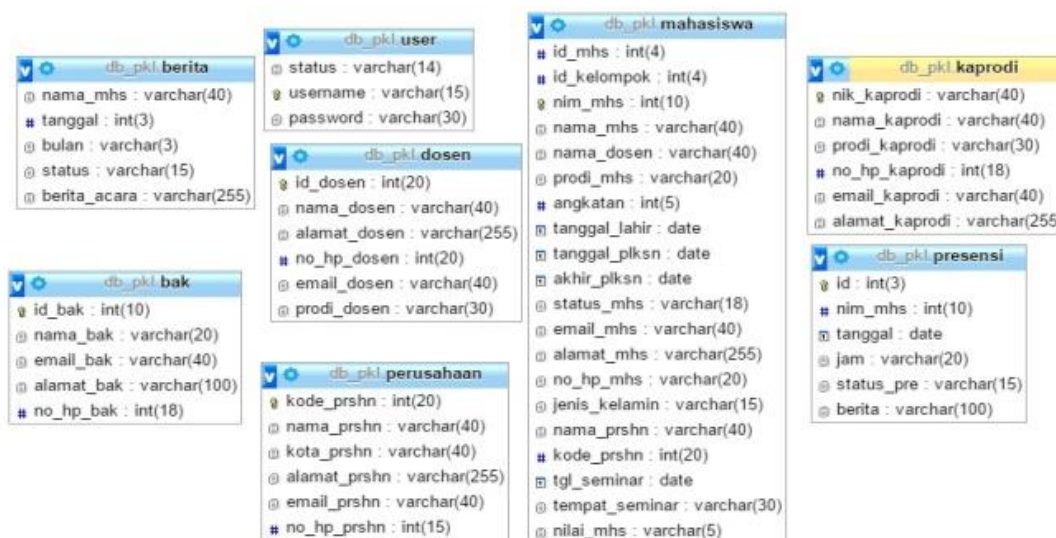 db_pkl.berita
nama_mhs : varchar(40)
tanggal : int(3)
bulan : varchar(3)
status : varchar(15)
berita_acara : varchar(255)
db_pkl.user
status : varchar(14)
username : varchar(15)
password : varchar(30)
db_pkl.dosen
id_dosen : int(20)
nama_dosen : varchar(40)
alamat_dosen : varchar(255)
no_hp_dosen : int(20)
email_dosen : varchar(40)
prodi_dosen : varchar(30)
db_pkl.bak
id_bak : int(10)
nama_bak : varchar(20)
email_bak : varchar(40)
alamat_bak : varchar(100)
no_hp_bak : int(18)
db_pkl.perusahaan
kode_prshn : int(20)
nama_prshn : varchar(40)
kota_prshn : varchar(40)
alamat_prshn : varchar(255)
email_prshn : varchar(40)
no_hp_prshn : int(15)
db_pkl.mahasiswa
id_mhs : int(4)
id_kelompok : int(4)
nim_mhs : int(10)
nama_mhs : varchar(40)
nama_dosen : varchar(40)
prodi_mhs : varchar(20)
angkatan : int(5)
tanggal_lahir : date
tanggal_plksn : date
akhir_plksn : date
status_mhs : varchar(18)
email_mhs : varchar(40)
alamat_mhs : varchar(255)
no_hp_mhs : varchar(20)
jenis_kelamin : varchar(15)
nama_prshn : varchar(40)
kode_prshn : int(20)
tgl_seminar : date
tempat_seminar : varchar(30)
nilai_mhs : varchar(5)
db_pkl.kaprodi
nik_kaprodi : varchar(40)
nama_kaprodi : varchar(40)
prodi_kaprodi : varchar(30)
no_hp_kaprodi : int(18)
email_kaprodi : varchar(40)
alamat_kaprodi : varchar(255
db_pkl.presensi
id : int(3)
nim_mhs : int(10)
tanggal : date
jam : varchar(20)
status_pre : varchar(15)
berita : varchar(100)